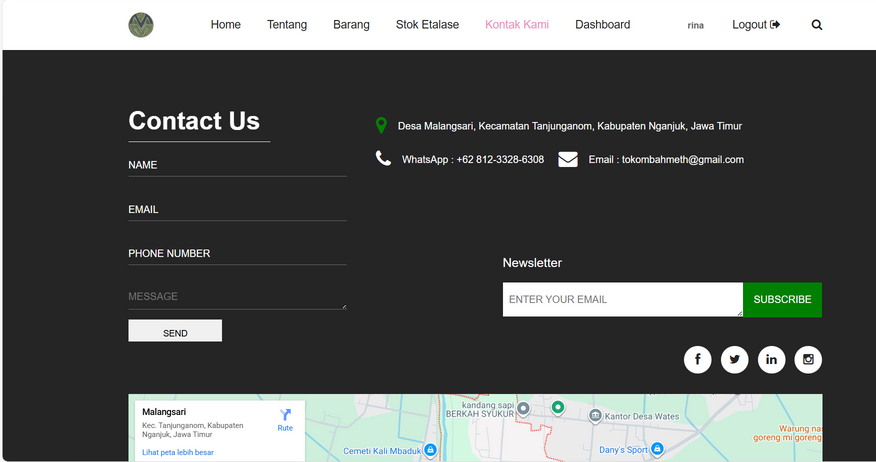 Home Tentang Barang Stok Etalase Kontak Kami Dashboard rina Logout
Contact Us
NAME
EMAIL
PHONE NUMBER
MESSAGE
SEND
Desa Malangsari, Kecamatan Tanjunganom, Kabupaten Nganjuk, Jawa Timur
WhatsApp : +62 812-3328-6308 Email : tokombahmeth@gmail.com
Newsletter
ENTER YOUR EMAIL SUBSCRIBE
Malangsari
Kec. Tanjunganom, Kabupaten
Nganjuk, Jawa Timur
Rute
Lihat peta lebih besar
kandang sapi
BERKAH SYUKUR
Kantor Desa Wates
Cemeti Kali Mbaduk
Dany's Sport
Warung na
goreng mi goreng